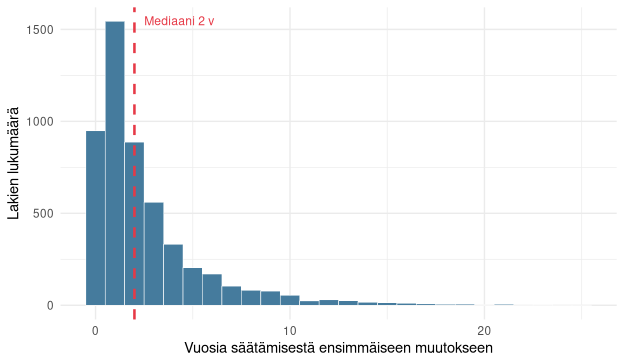 Mediaani 2 v
1500
1000
500
0
0 10 20
Lakien lukumäärä
Vuosia säätämisestä ensimmäiseen muutokseen